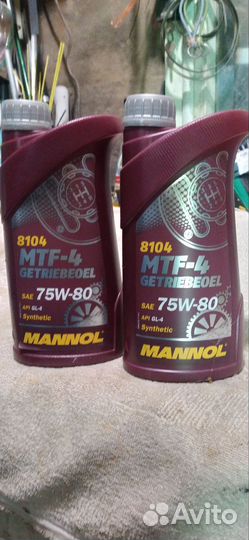 8104
MTF-4
GETRIEBEOEL
SAE 75W-80
API GL-4
Synthetic
MANNOL
8104
MTF-4
GETRIEBEOEL
SAE 75W-80
API GL-4
Synthetic
MANNOL
Avito